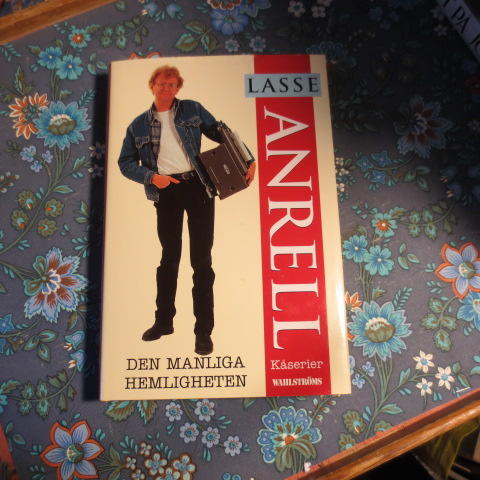 LASSE
ANRELL
DEN MANLIGA
HEMLIGHETEN
Kåserier
WAHLSTRÖMS